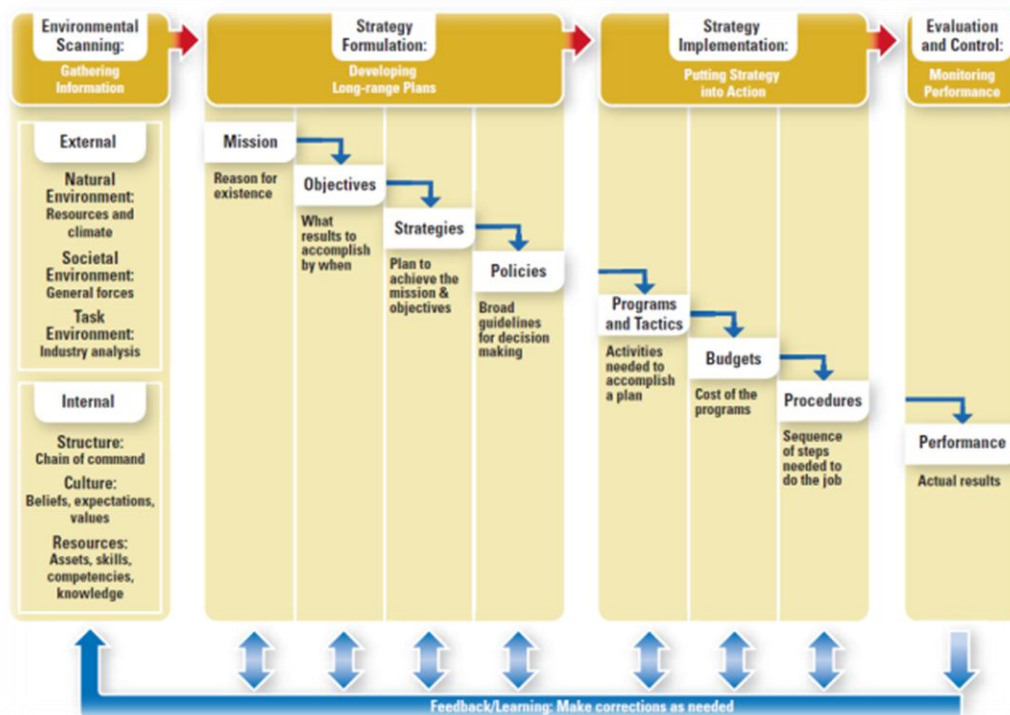 Environmental
Scanning:
Gathering
Information
Strategy
Formulation:
Developing
Long-range Plans
Strategy
Implementation:
Putting Strategy
into Action
Evaluation
and Control:
Monitoring
Performance
External
Natural
Environment:
Resources and
climate
Societal
Environment:
General forces
Task
Environment:
Industry analysis
Internal
Structure:
Chain of command
Culture:
Beliefs, expectations,
values
Resources:
Assets, skills,
competencies,
knowledge
Mission
Reason for
existence
Objectives
What
results to
accomplish
by when
Strategies
Plan to
achieve the
mission &
objectives
Policies
Broad
guidelines
for decision
making
Programs
and Tactics
Activities
needed to
accomplish
a plan
Budgets
Cost of the
programs
Procedures
Sequence
of steps
needed to
do the job
Performance
Actual results
Feedback/Learning: Make corrections as needed